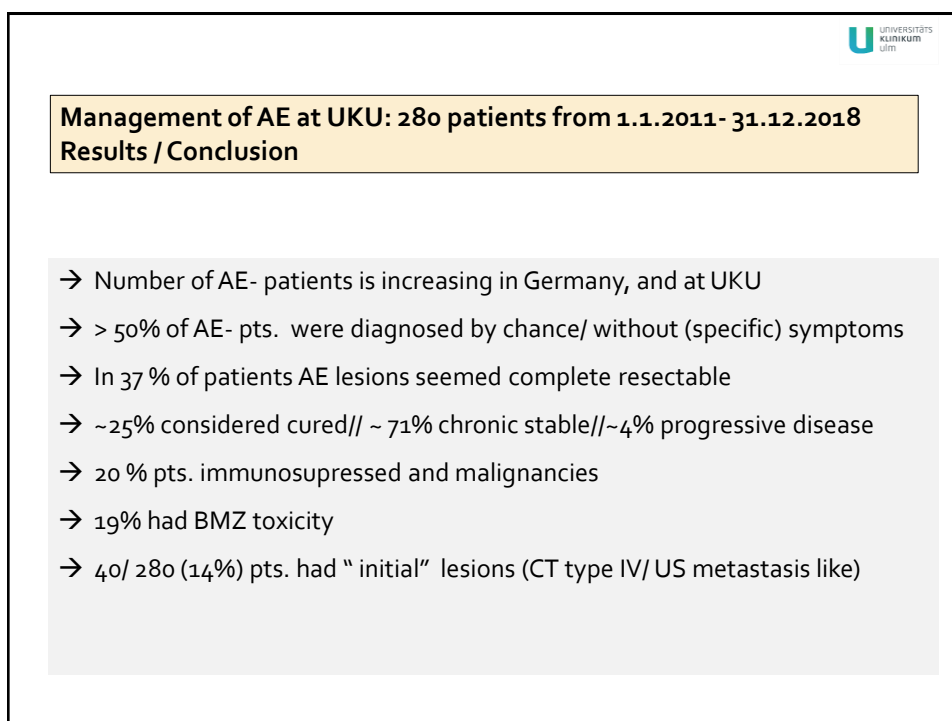 UNIVERSITÄTS
KLINIKUM
ulm
Management of AE at UKU: 280 patients from 1.1.2011- 31.12.2018
Results / Conclusion
→ Number of AE- patients is increasing in Germany, and at UKU
→ > 50% of AE- pts. were diagnosed by chance/ without (specific) symptoms
→ In 37 % of patients AE lesions seemed complete resectable
→ ~25% considered cured// ~ 71% chronic stable//~4% progressive disease
→ 20 % pts. immunosupressed and malignancies
→ 19% had BMZ toxicity
→ 40/ 280 (14%) pts. had “ initial” lesions (CT type IV/ US metastasis like)